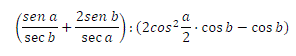 (sen a / sec b + 2sen b / sec a) : (2cos² a/2 · cos b − cos b)